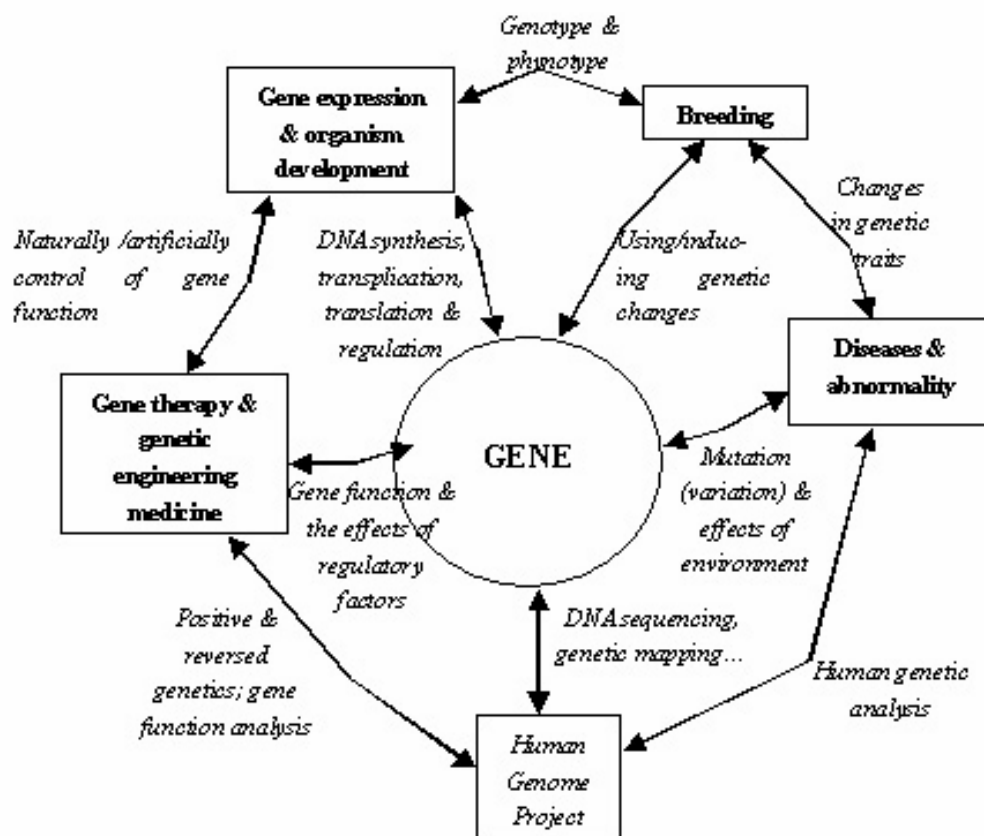 Genotype &
phynotype
Gene expression
& organism
development
Breeding
Naturally /artificially
control of gene
function
DNA synthesis,
transplication,
translation &
regulation
Using/induc-
ing genetic
changes
Changes
in genetic
traits
Diseases &
abnormality
Gene therapy &
genetic
engineering
medicine
GENE
Gene function &
the effects of
regulatory
factors
Mutation
(variation) &
effects of
environment
Positive &
reversed
genetics; gene
function analysis
DNA sequencing,
genetic mapping...
Human genetic
analysis
Human
Genome
Project